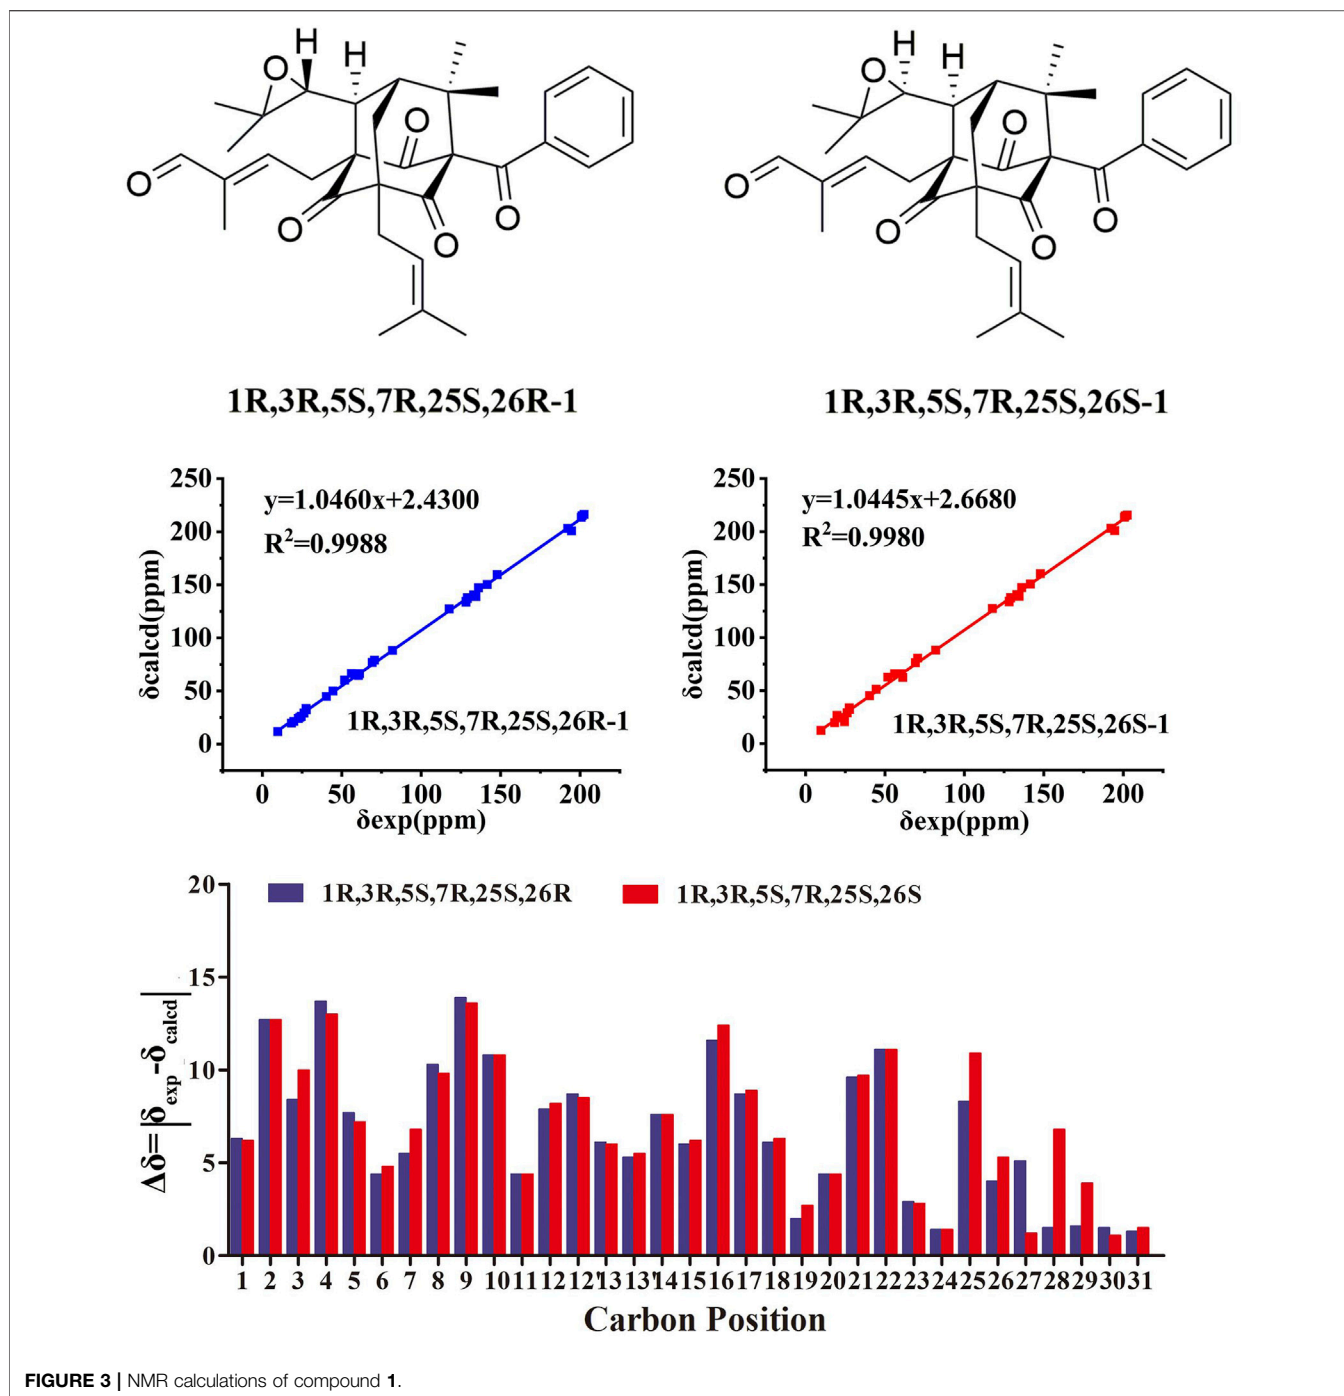 H
H
O
O
O
O
O
O
H
H
O
O
O
O
O
O
1R,3R,5S,7R,25S,26R-1
1R,3R,5S,7R,25S,26S-1
250
200
150
100
50
0
δcalcd(ppm)
y=1.0460x+2.4300
R²=0.9988
1R,3R,5S,7R,25S,26R-1
0 50 100 150 200
δexp(ppm)
250
200
150
100
50
0
δcalcd(ppm)
y=1.0445x+2.6680
R²=0.9980
1R,3R,5S,7R,25S,26S-1
0 50 100 150 200
δexp(ppm)
1R,3R,5S,7R,25S,26R
1R,3R,5S,7R,25S,26S
20
15
10
5
0
Δδ=|δexp-δcalcd|
1 2 3 4 5 6 7 8 9 10 11 12 12' 13 13' 14 15 16 17 18 19 20 21 22 23 24 25 26 27 28 29 30 31
Carbon Position
FIGURE 3 | NMR calculations of compound 1.